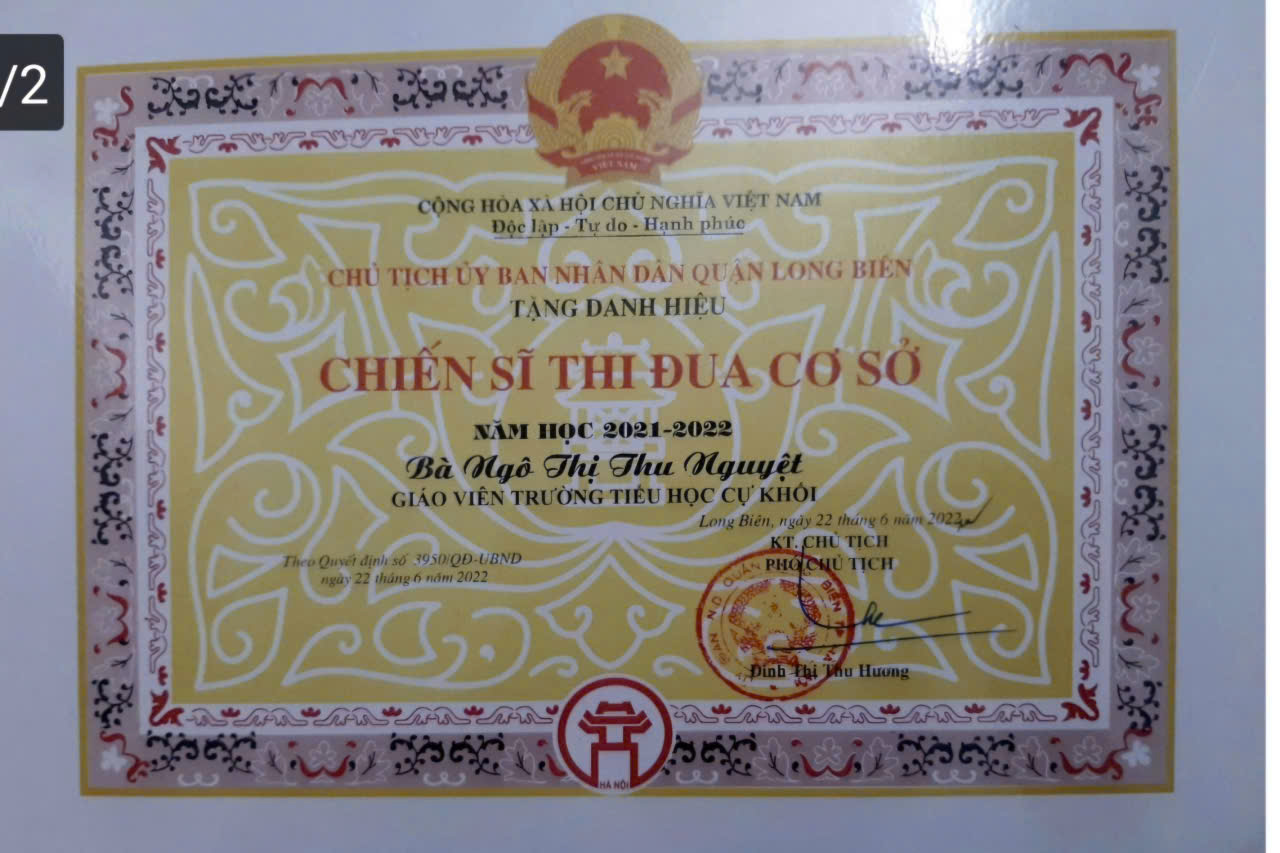 /2
VIỆT NAM
CỘNG HÒA XÃ HỘI CHỦ NGHĨA VIỆT NAM
Độc lập - Tự do - Hạnh phúc
CHỦ TỊCH ỦY BAN NHÂN DÂN QUẬN LONG BIÊN
TẶNG DANH HIỆU
CHIẾN SĨ THI ĐUA CƠ SỞ
NĂM HỌC 2021-2022
Bà Ngô Thị Thu Nguyệt
GIÁO VIÊN TRƯỜNG TIỂU HỌC CỰ KHỐI
Long Biên, ngày 22 tháng 6 năm 2022
KT. CHỦ TỊCH
PHÓ CHỦ TỊCH
Theo Quyết định số 3950/QĐ-UBND
ngày 22 tháng 6 năm 2022
Đinh Thị Thu Hương
HÀ NỘI